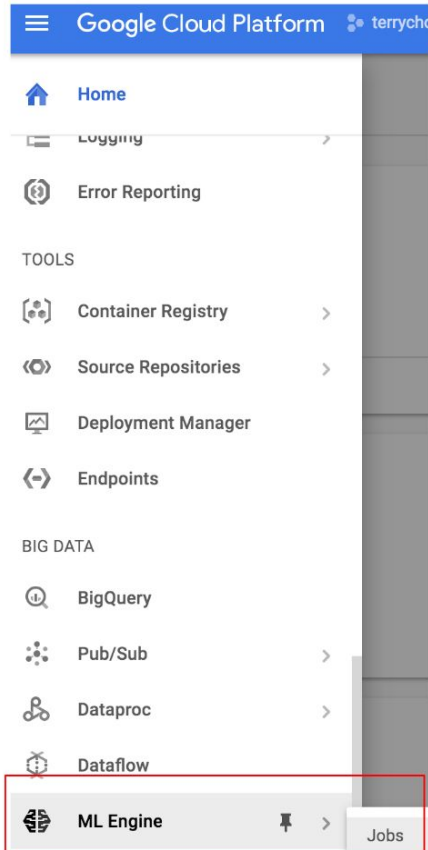 Google Cloud Platform terrycho
Home
Logging
Error Reporting
TOOLS
Container Registry
Source Repositories
Deployment Manager
Endpoints
BIG DATA
BigQuery
Pub/Sub
Dataproc
Dataflow
ML Engine
Jobs